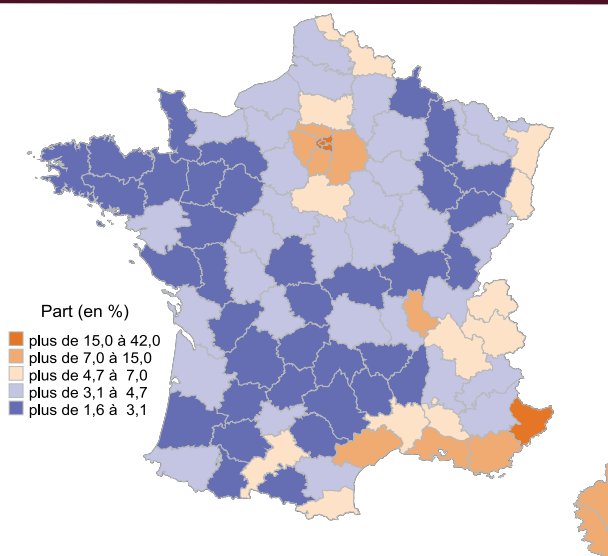 Part (en %)
plus de 15,0 à 42,0
plus de 7,0 à 15,0
plus de 4,7 à 7,0
plus de 3,1 à 4,7
plus de 1,6 à 3,1